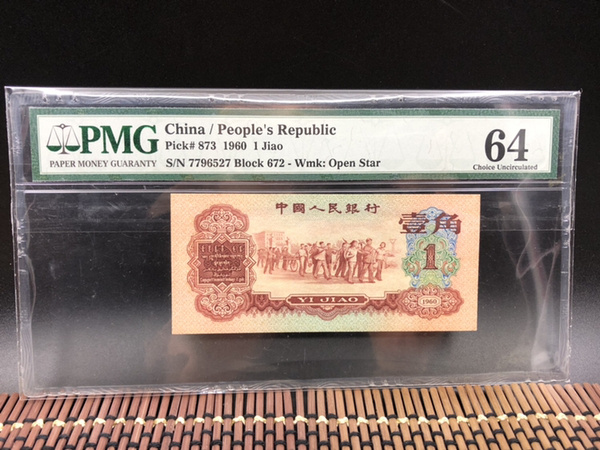 PMG
PAPER MONEY GUARANTY
China / People's Republic
Pick# 873 1960 1 Jiao
S/N 7796527 Block 672 - Wmk: Open Star
64
Choice Uncirculated
中國人民銀行
壹角
1
YI JIAO
1960